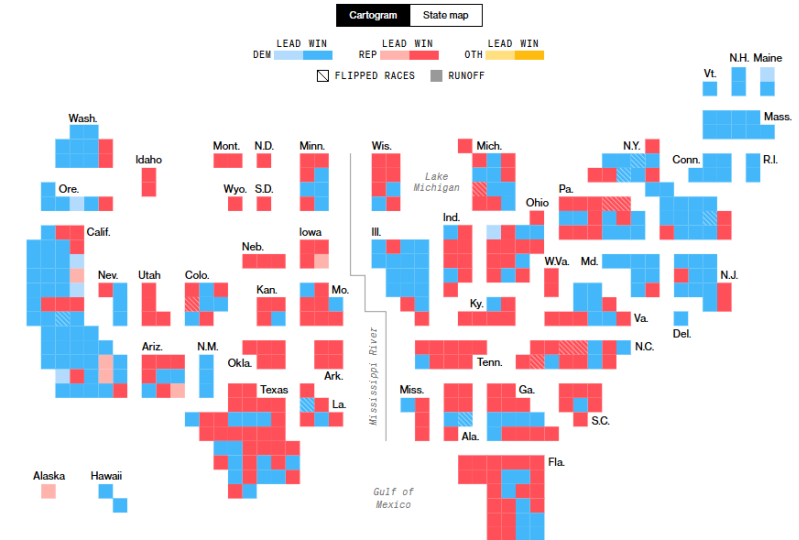 Cartogram State map
LEAD WIN LEAD WIN LEAD WIN
DEM REP OTH
FLIPPED RACES RUNOFF
N.H. Maine
Vt.
Wash. Mass.
Mont. N.D. Minn. Wis. Mich. N.Y.
Idaho Conn. R.I.
Lake
Michigan
Ore. Wyo. S.D. Pa.
Ohio
Ind.
Calif. Iowa Ill.
Neb.
W.Va. Md.
Nev. Utah Colo. Kan. Mo. N.J.
Ky.
Va.
Del.
Mississippi River
Ariz. N.M. N.C.
Okla. Tenn.
Ark.
Texas Miss. Ga.
La.
S.C.
Ala.
Fla.
Alaska Hawaii
Gulf of
Mexico